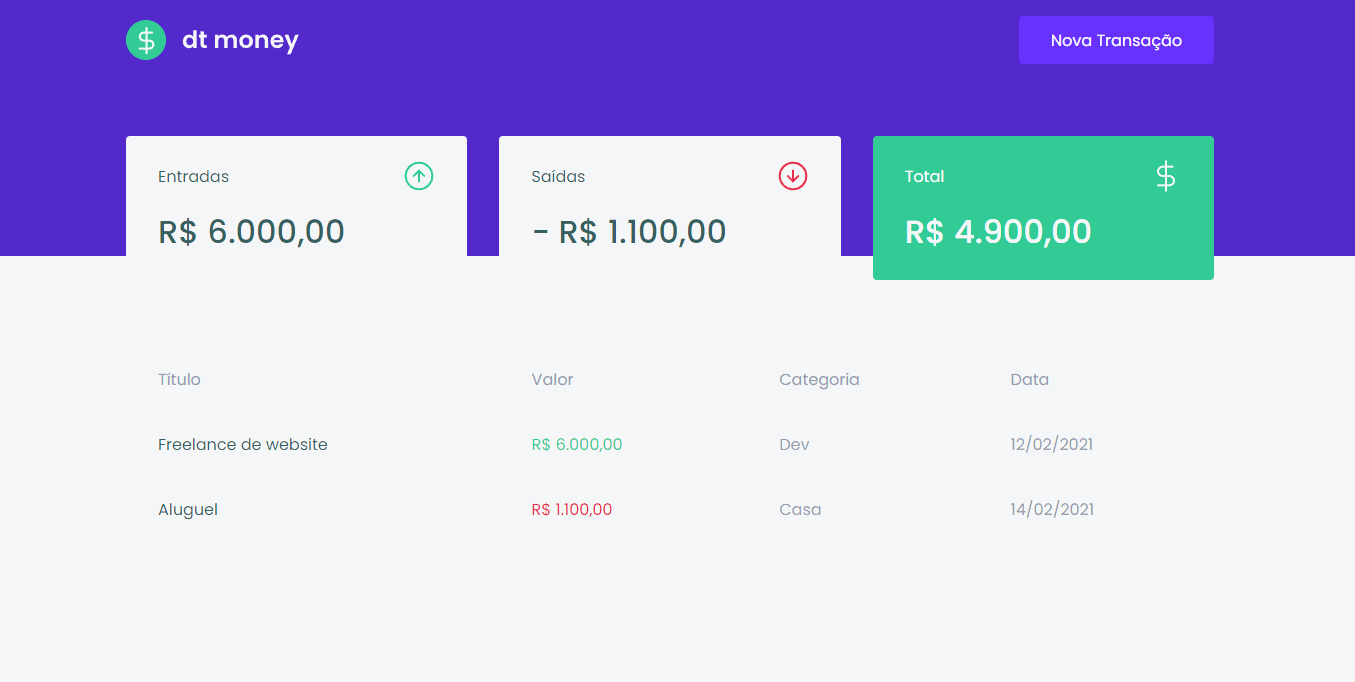 dt money
Nova Transação
Entradas
R$ 6.000,00
Saídas
- R$ 1.100,00
Total
R$ 4.900,00
Título Valor Categoria Data
Freelance de website R$ 6.000,00 Dev 12/02/2021
Aluguel R$ 1.100,00 Casa 14/02/2021